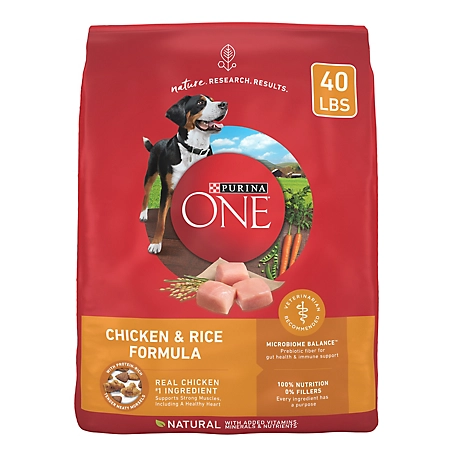 nature. RESEARCH. RESULTS.
40
LBS
PURINA
ONE
CHICKEN & RICE
FORMULA
WITH PROTEIN-RICH
TENDER MEATY MORSELS
REAL CHICKEN
#1 INGREDIENT
Supports Strong Muscles,
Including A Healthy Heart
VETERINARIAN
RECOMMENDED
MICROBIOME BALANCE™
Prebiotic fiber for
gut health & immune support
100% NUTRITION
0% FILLERS
Every ingredient has
a purpose
NATURAL WITH ADDED VITAMINS,
MINERALS & NUTRIENTS